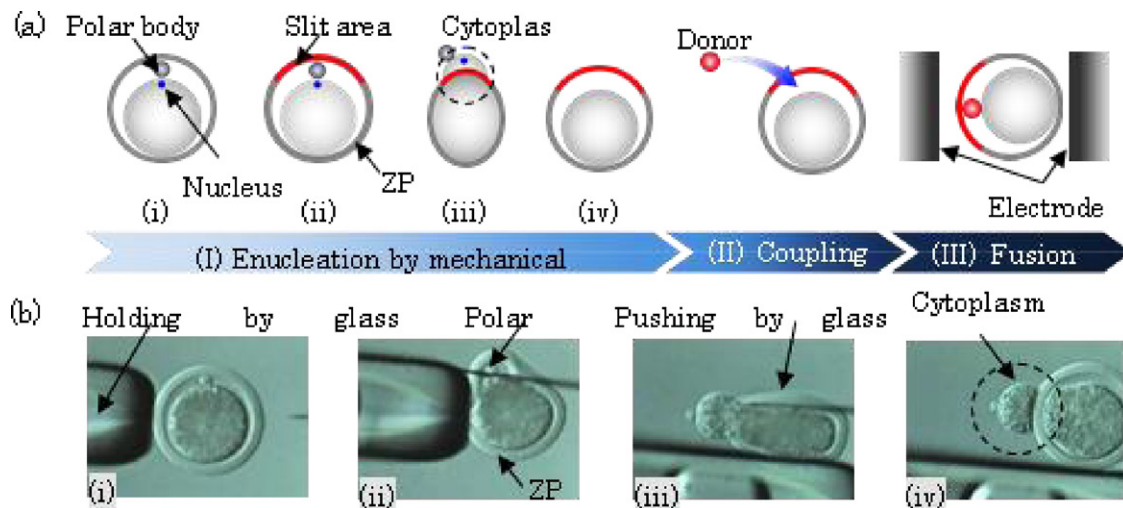 (a) Polar body Slit area Cytoplas Donor
Nucleus ZP Electrode
(i) (ii) (iii) (iv)
(I) Enucleation by mechanical (II) Coupling (III) Fusion
(b) Holding by glass Polar Pushing by glass Cytoplasm
ZP
(i) (ii) (iii) (iv)